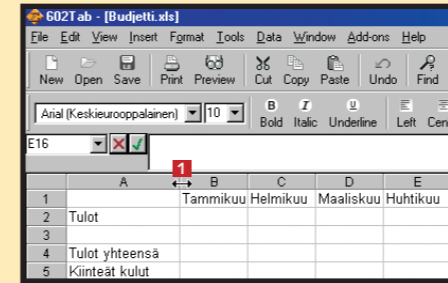 602Tab - [Budjetti.xls]
File Edit View Insert Format Tools Data Window Add-ons Help
New Open Save Print Preview Cut Copy Paste Undo Find
Arial (Keskieurooppalainen) 10 B I U
Bold Italic Underline Left Cen
E16
1
A B C D E
1 Tammikuu Helmikuu Maaliskuu Huhtikuu
2 Tulot
3
4 Tulot yhteensä
5 Kiinteät kulut